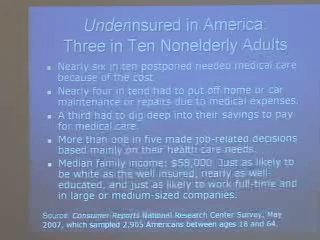 Underinsured in America:
Three in Ten Nonelderly Adults
Nearly six in ten postponed needed medical care
because of the cost.
Nearly four in tend had to put off home or car
maintenance or repairs due to medical expenses.
A third had to dig deep into their savings to pay
for medical care.
More than one in five made job-related decisions
based mainly on their health care needs.
Median family income: $58,000. Just as likely to
be white as the well insured, nearly as well-
educated, and just as likely to work full-time and
in large or medium-sized companies.
Source: Consumer Reports National Research Center Survey, May
2007, which sampled 2,905 Americans between ages 18 and 64.